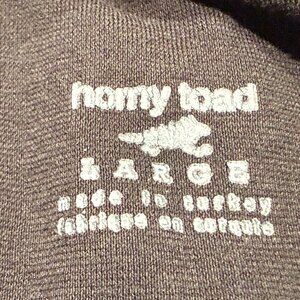 horny toad
LARGE
made in turkey
fabriqué en turquie